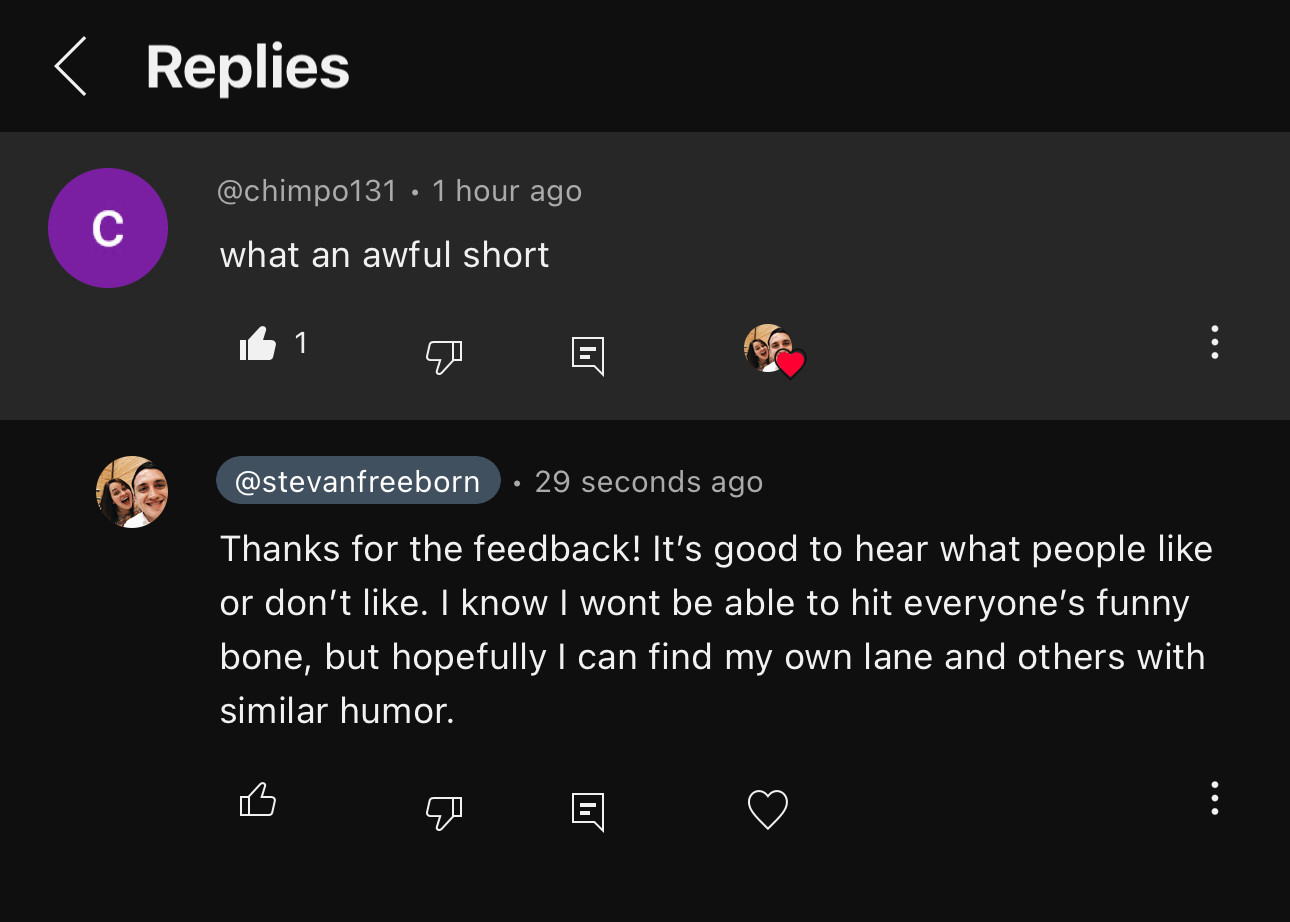 Replies
C
@chimpo131 • 1 hour ago
what an awful short
1
@stevanfreeborn • 29 seconds ago
Thanks for the feedback! It’s good to hear what people like
or don’t like. I know I wont be able to hit everyone’s funny
bone, but hopefully I can find my own lane and others with
similar humor.